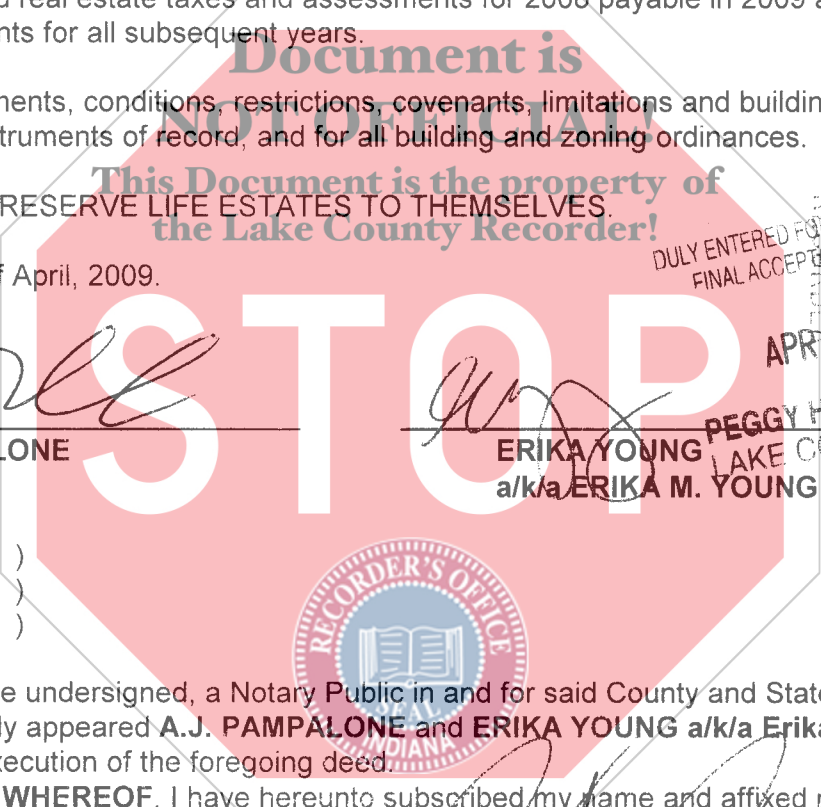 real estate taxes and assessments for 2008 payable in 2009
nts for all subsequent years.
Document is
ments, conditions, restrictions, covenants, limitations and building
NOT OFFICIAL!
struments of record, and for all building and zoning ordinances.
This Document is the property of
RESERVE LIFE ESTATES TO THEMSELVES.
the Lake County Recorder!
DULY ENTERED FO
FINAL ACCEPT
f April, 2009.
STOP
APR
LONE
ERIKA YOUNG
PEGGY H
a/k/a ERIKA M. YOUNG
LAKE CO
)
)
)
RECORDER'S OFFICE
SEAL
INDIANA
e undersigned, a Notary Public in and for said County and State
ly appeared A.J. PAMPALONE and ERIKA YOUNG a/k/a Erika
xecution of the foregoing deed.
WHEREOF, I have hereunto subscribed my name and affixed